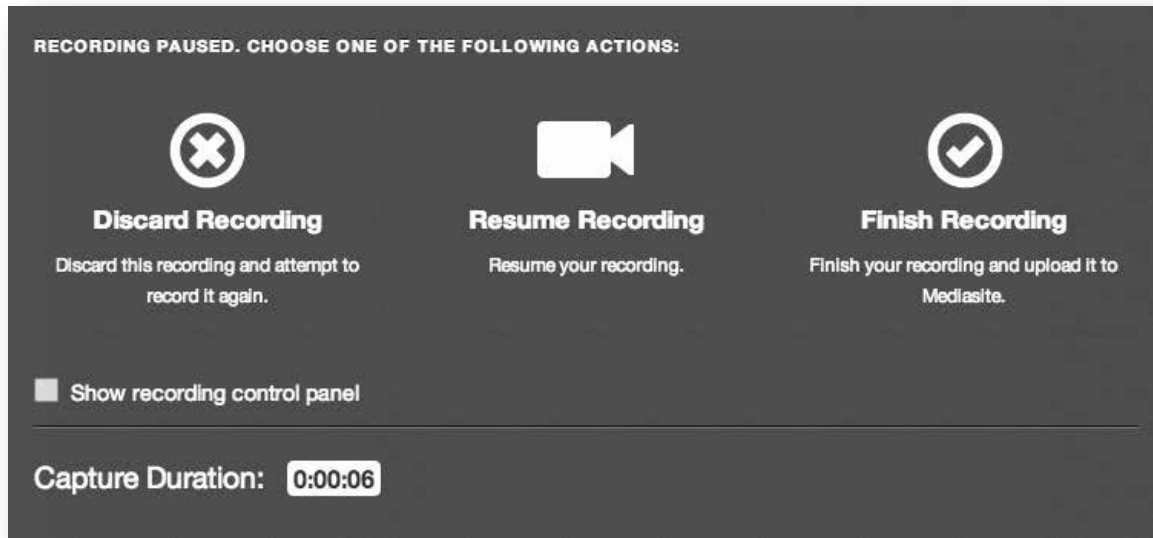 RECORDING PAUSED. CHOOSE ONE OF THE FOLLOWING ACTIONS:
Discard Recording
Discard this recording and attempt to
record it again.
Resume Recording
Resume your recording.
Finish Recording
Finish your recording and upload it to
Mediasite.
Show recording control panel
Capture Duration: 0:00:06